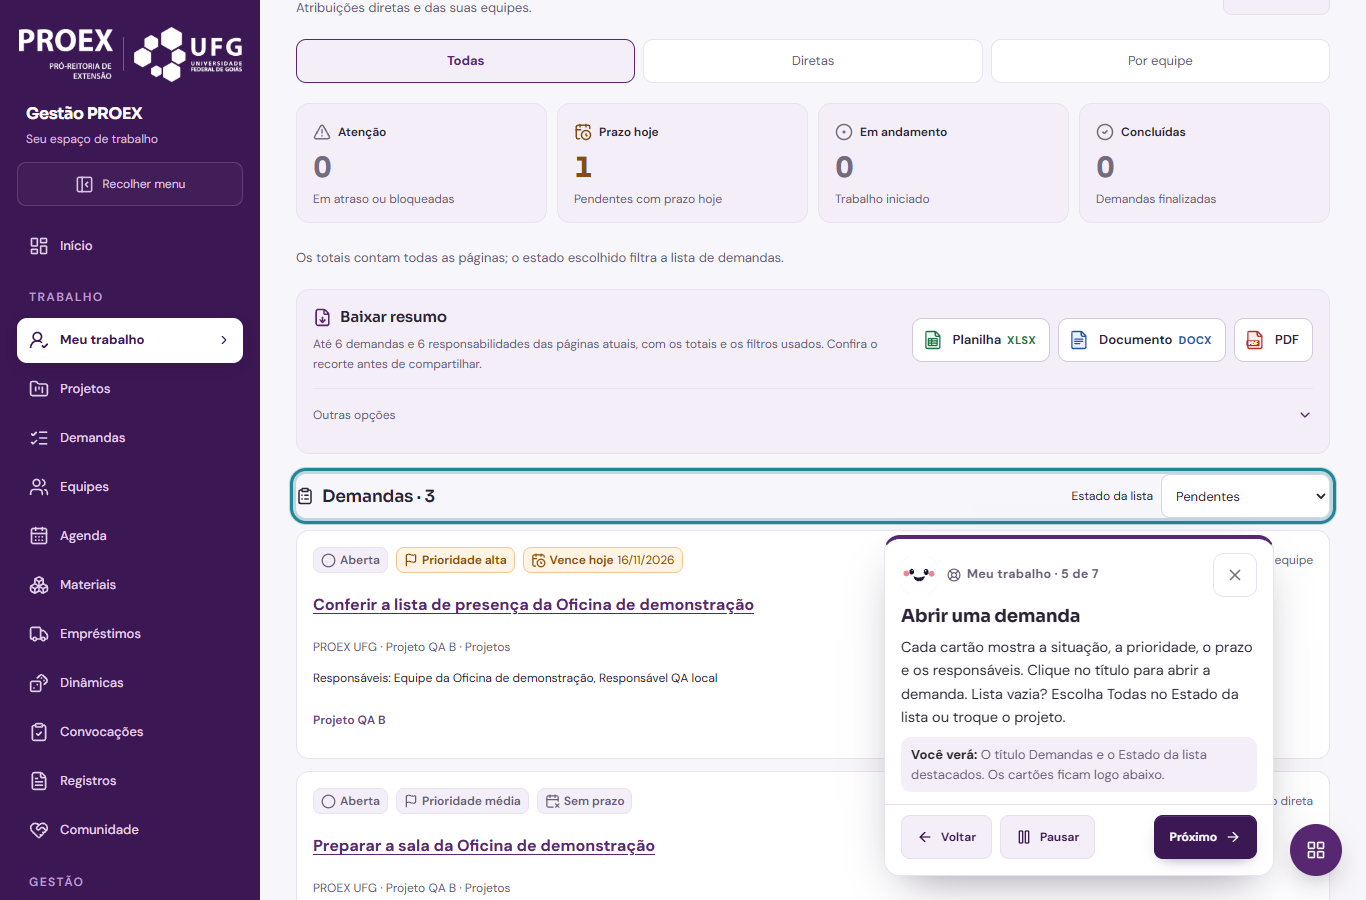 PROEX
PRÓ-REITORIA DE
EXTENSÃO
UFG
UNIVERSIDADE
FEDERAL DE GOIÁS
Gestão PROEX
Seu espaço de trabalho
Recolher menu
Início
TRABALHO
Meu trabalho
Projetos
Demandas
Equipes
Agenda
Materiais
Empréstimos
Dinâmicas
Convocações
Registros
Comunidade
GESTÃO
Atribuições diretas e das suas equipes.
Todas
Diretas
Por equipe
Atenção
0
Em atraso ou bloqueadas
Prazo hoje
1
Pendentes com prazo hoje
Em andamento
0
Trabalho iniciado
Concluídas
0
Demandas finalizadas
Os totais contam todas as páginas; o estado escolhido filtra a lista de demandas.
Baixar resumo
Até 6 demandas e 6 responsabilidades das páginas atuais, com os totais e os filtros usados. Confira o
recorte antes de compartilhar.
Planilha XLSX
Documento DOCX
PDF
Outras opções
Demandas · 3
Estado da lista
Pendentes
Aberta
Prioridade alta
Vence hoje 16/11/2026
equipe
Conferir a lista de presença da Oficina de demonstração
PROEX UFG · Projeto QA B · Projetos
Responsáveis: Equipe da Oficina de demonstração, Responsável QA local
Projeto QA B
Aberta
Prioridade média
Sem prazo
direta
Preparar a sala da Oficina de demonstração
PROEX UFG · Projeto QA B · Projetos
Meu trabalho · 5 de 7
Abrir uma demanda
Cada cartão mostra a situação, a prioridade, o prazo
e os responsáveis. Clique no título para abrir a
demanda. Lista vazia? Escolha Todas no Estado da
lista ou troque o projeto.
Você verá: O título Demandas e o Estado da lista
destacados. Os cartões ficam logo abaixo.
Voltar
Pausar
Próximo